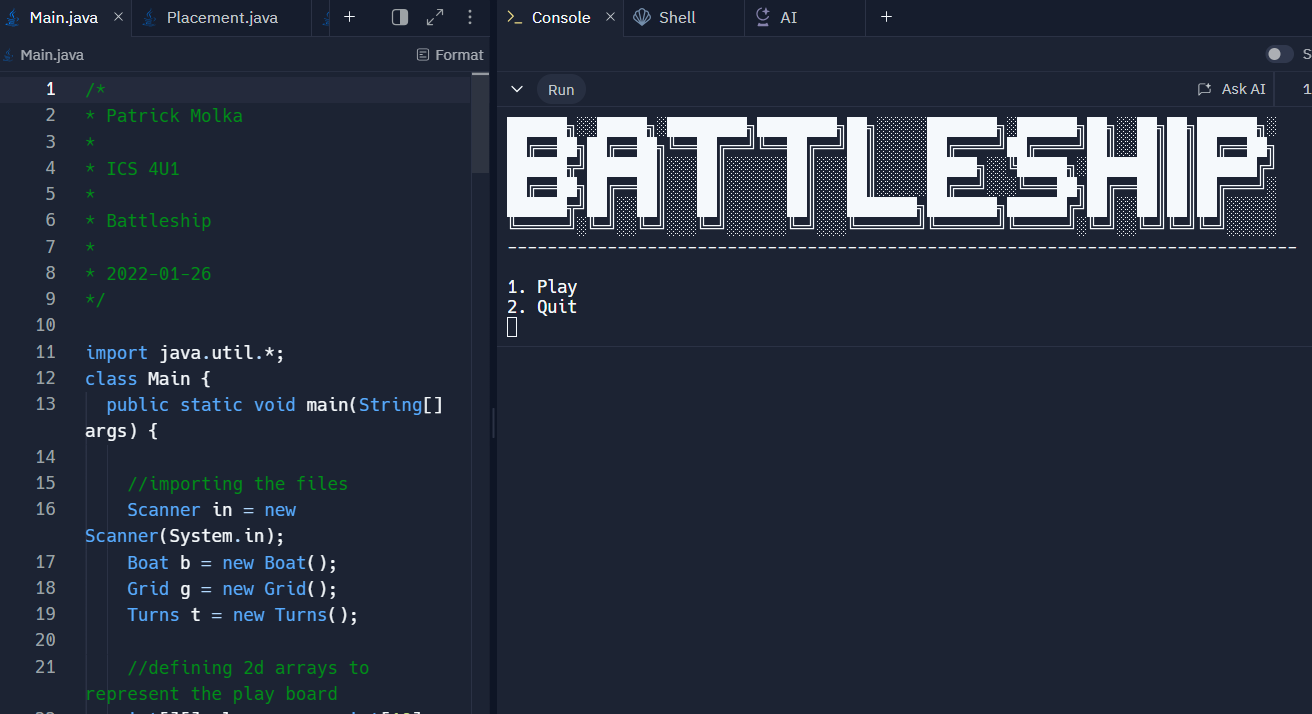 Main.java
Placement.java
Console
Shell
AI
Main.java
Format
Run
Ask AI
1 /*
2 * Patrick Molka
3 *
4 * ICS 4U1
5 *
6 * Battleship
7 *
8 * 2022-01-26
9 */
10
11 import java.util.*;
12 class Main {
13 public static void main(String[]
args) {
14
15 //importing the files
16 Scanner in = new
Scanner(System.in);
17 Boat b = new Boat();
18 Grid g = new Grid();
19 Turns t = new Turns();
20
21 //defining 2d arrays to
represent the play board
BATTLESHIP
-------------------------------------------------------------------------------
1. Play
2. Quit